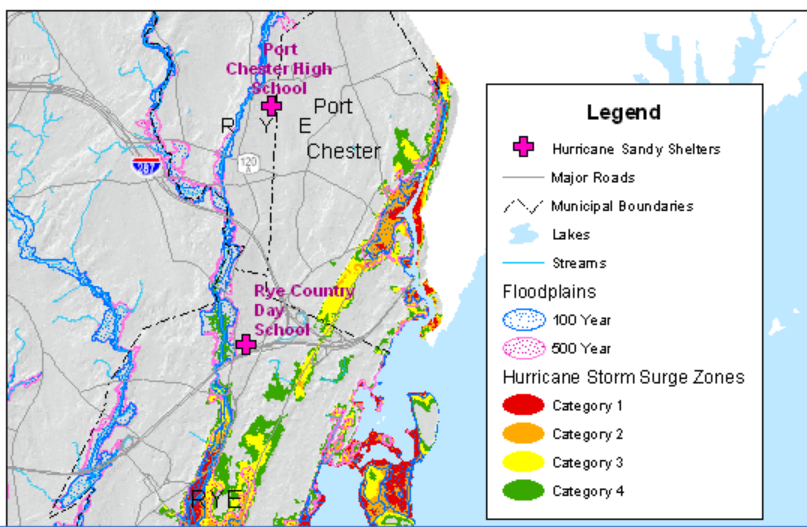 Port
Chester High
School
Port
R Y E
Chester
287
120
A
Rye Country
Day
School
RYE
Legend
Hurricane Sandy Shelters
Major Roads
Municipal Boundaries
Lakes
Streams
Floodplains
100 Year
500 Year
Hurricane Storm Surge Zones
Category 1
Category 2
Category 3
Category 4